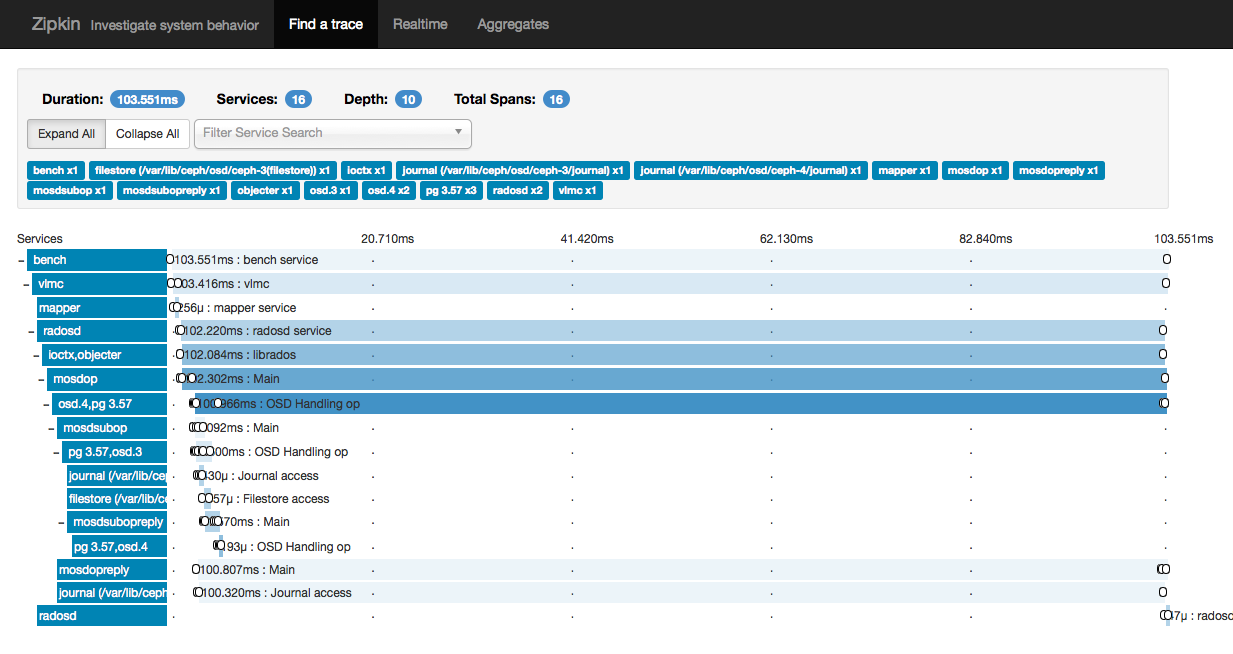 Zipkin Investigate system behavior Find a trace Realtime Aggregates
Duration: 103.551ms Services: 16 Depth: 10 Total Spans: 16
Expand All Collapse All Filter Service Search
bench x1 filestore (/var/lib/ceph/osd/ceph-3(filestore)) x1 ioctx x1 journal (/var/lib/ceph/osd/ceph-3/journal) x1 journal (/var/lib/ceph/osd/ceph-4/journal) x1 mapper x1 mosdop x1 mosdopreply x1
mosdsubop x1 mosdsubopreply x1 objecter x1 osd.3 x1 osd.4 x2 pg 3.57 x3 radosd x2 vlmc x1
Services 20.710ms 41.420ms 62.130ms 82.840ms 103.551ms
bench 103.551ms : bench service
vlmc 03.416ms : vlmc
mapper 256μ : mapper service
radosd 102.220ms : radosd service
ioctx,objecter 102.084ms : librados
mosdop 02.302ms : Main
osd.4,pg 3.57 100.966ms : OSD Handling op
mosdsubop 092ms : Main
pg 3.57,osd.3 00ms : OSD Handling op
journal (/var/lib/cep 30μ : Journal access
filestore (/var/lib/ce 57μ : Filestore access
mosdsubopreply 70ms : Main
pg 3.57,osd.4 93μ : OSD Handling op
mosdopreply 100.807ms : Main
journal (/var/lib/ceph 100.320ms : Journal access
radosd 7μ : radosd